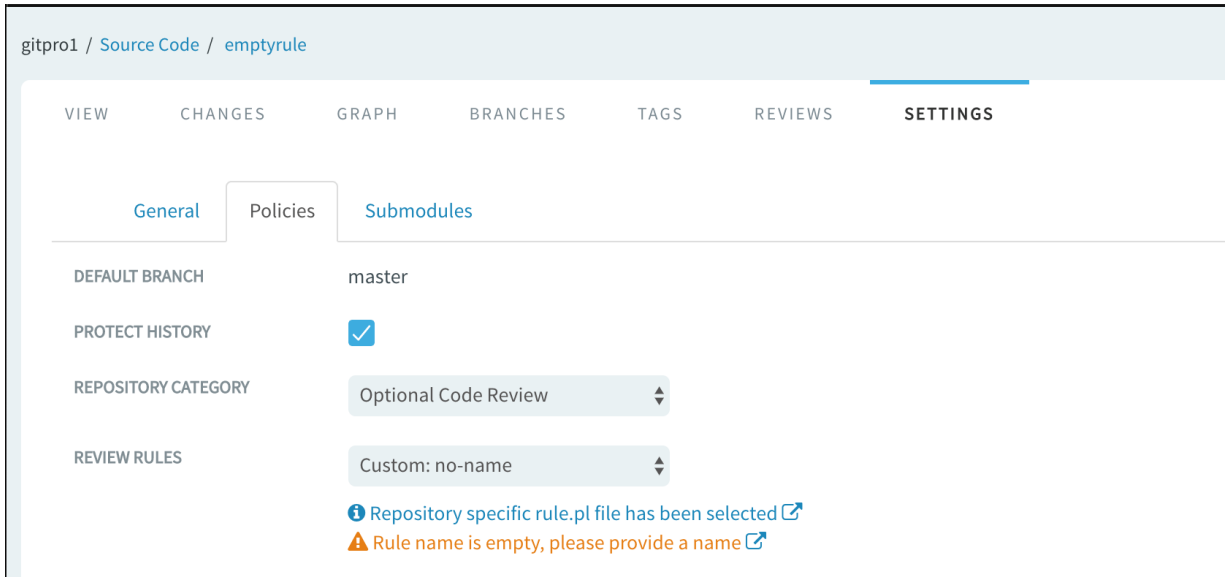 gitpro1 / Source Code / emptyrule
VIEW CHANGES GRAPH BRANCHES TAGS REVIEWS SETTINGS
General Policies Submodules
DEFAULT BRANCH master
PROTECT HISTORY
REPOSITORY CATEGORY Optional Code Review
REVIEW RULES Custom: no-name
Repository specific rule.pl file has been selected
Rule name is empty, please provide a name